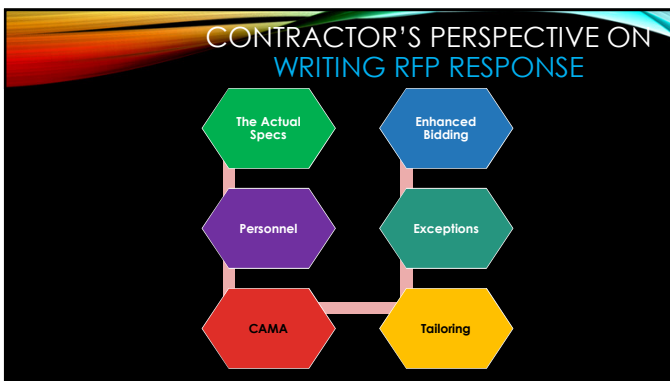 CONTRACTOR'S PERSPECTIVE ON
WRITING RFP RESPONSE
The Actual
Specs
Personnel
CAMA
Tailoring
Exceptions
Enhanced
Bidding